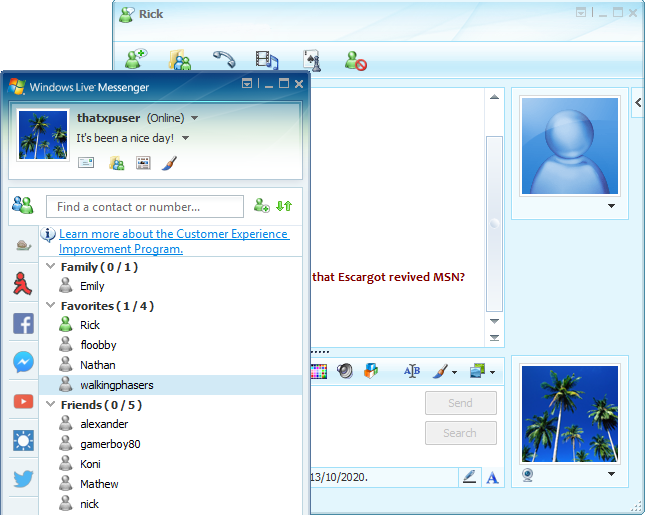 Rick
Windows Live Messenger
thatxpuser (Online)
It's been a nice day!
Find a contact or number...
Learn more about the Customer Experience
Improvement Program.
Family ( 0 / 1 )
Emily
Favorites ( 1 / 4 )
Rick
floobby
Nathan
walkingphasers
Friends ( 0 / 5 )
alexander
gamerboy80
Koni
Mathew
nick
that Escargot revived MSN?
Send
Search
13/10/2020.